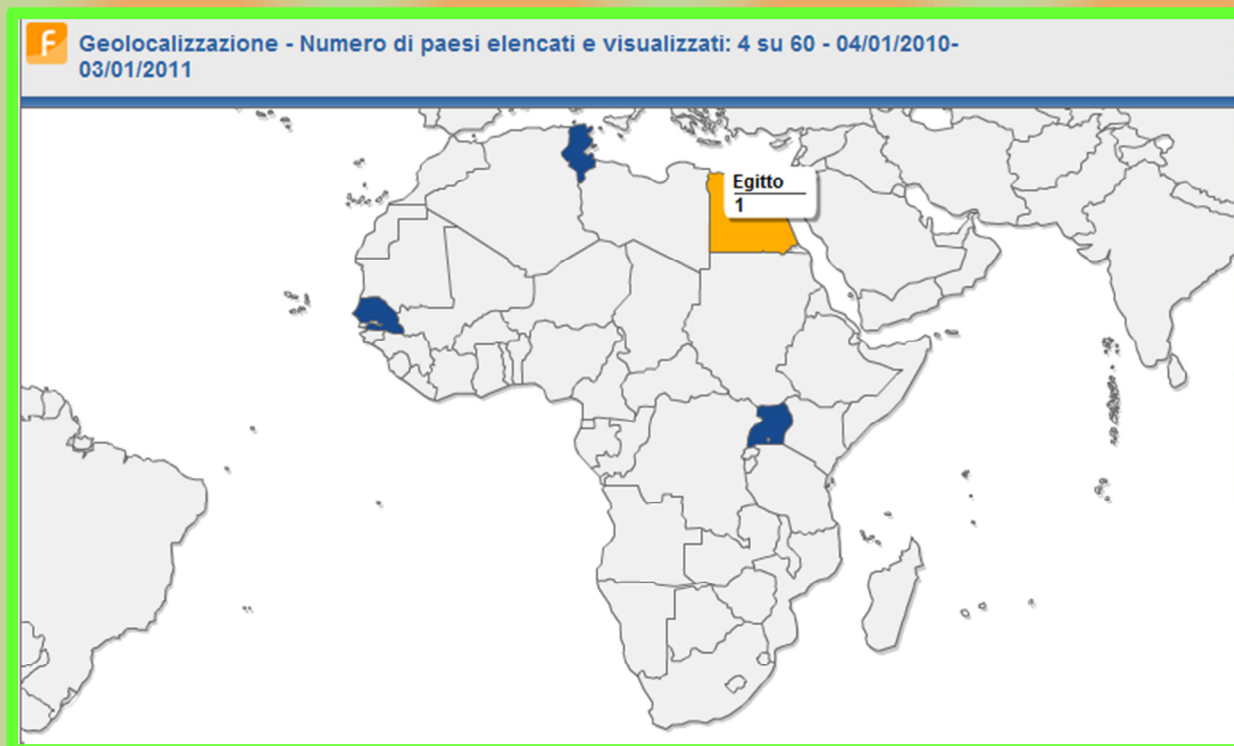 F
Geolocalizzazione - Numero di paesi elencati e visualizzati: 4 su 60 - 04/01/2010-
03/01/2011
Egitto
1